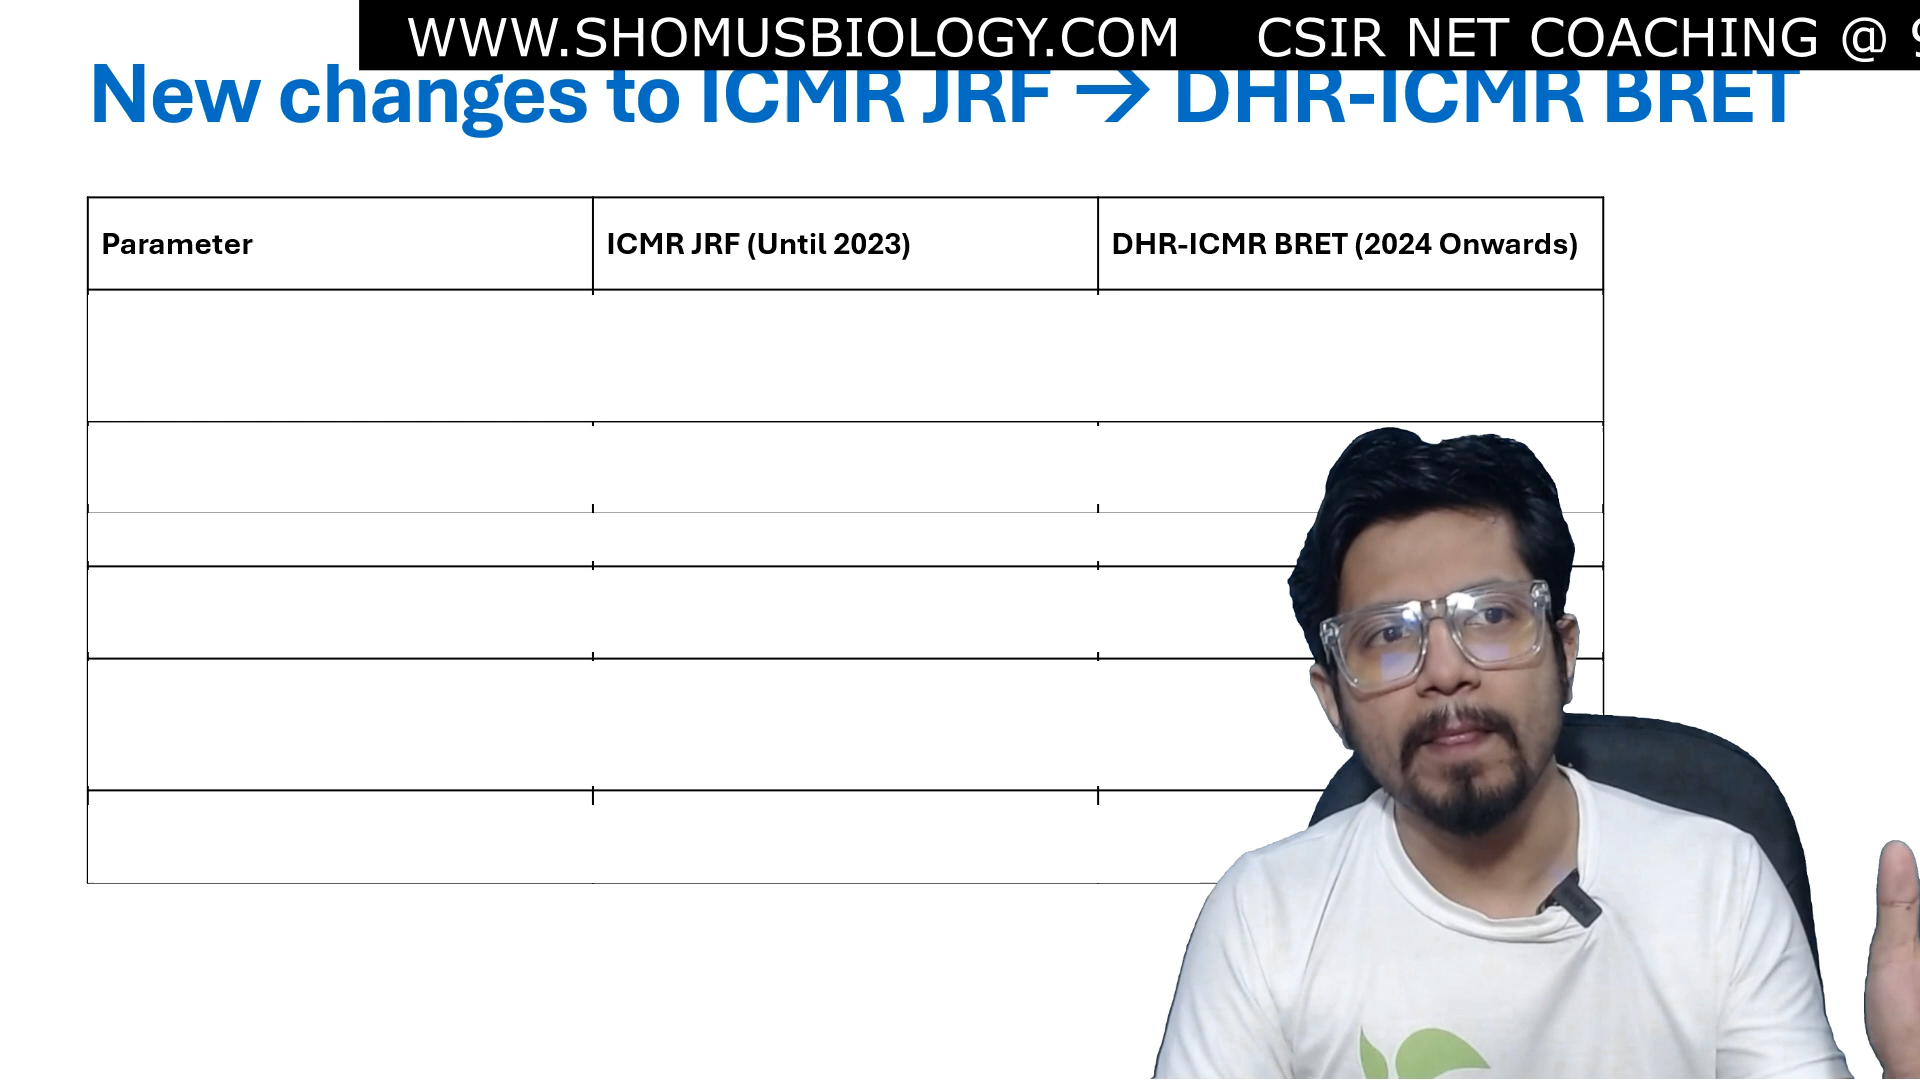 WWW.SHOMUSBIOLOGY.COM CSIR NET COACHING @
New changes to ICMR JRF → DHR-ICMR BRET
Parameter ICMR JRF (Until 2023) DHR-ICMR BRET (2024 Onwards)